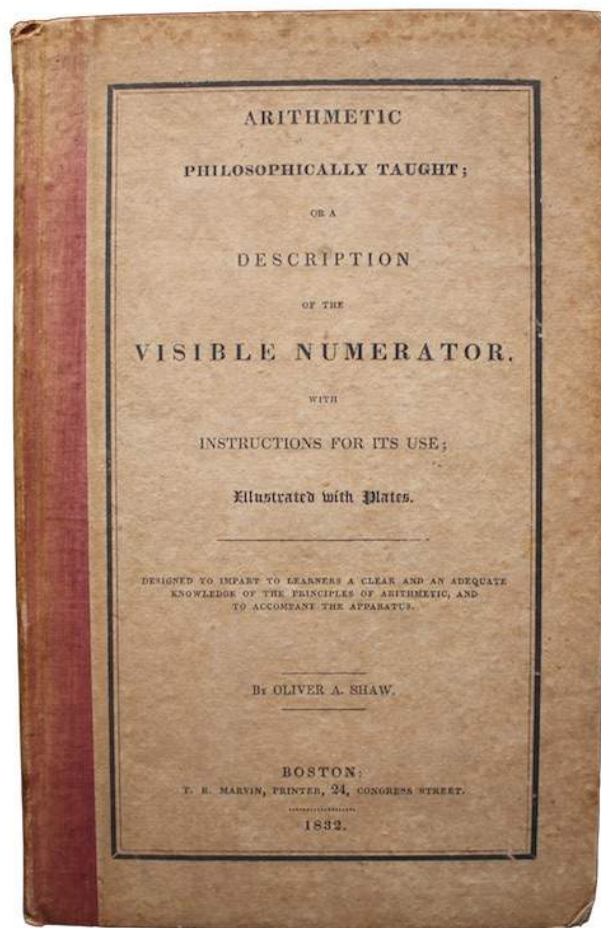 ARITHMETIC
PHILOSOPHICALLY TAUGHT;
OR A
DESCRIPTION
OF THE
VISIBLE NUMERATOR,
WITH
INSTRUCTIONS FOR ITS USE;
Illustrated with Plates.
DESIGNED TO IMPART TO LEARNERS A CLEAR AND AN ADEQUATE
KNOWLEDGE OF THE PRINCIPLES OF ARITHMETIC, AND
TO ACCOMPANY THE APPARATUS.
BY OLIVER A. SHAW.
BOSTON:
T. R. MARVIN, PRINTER, 24, CONGRESS STREET.
1832.